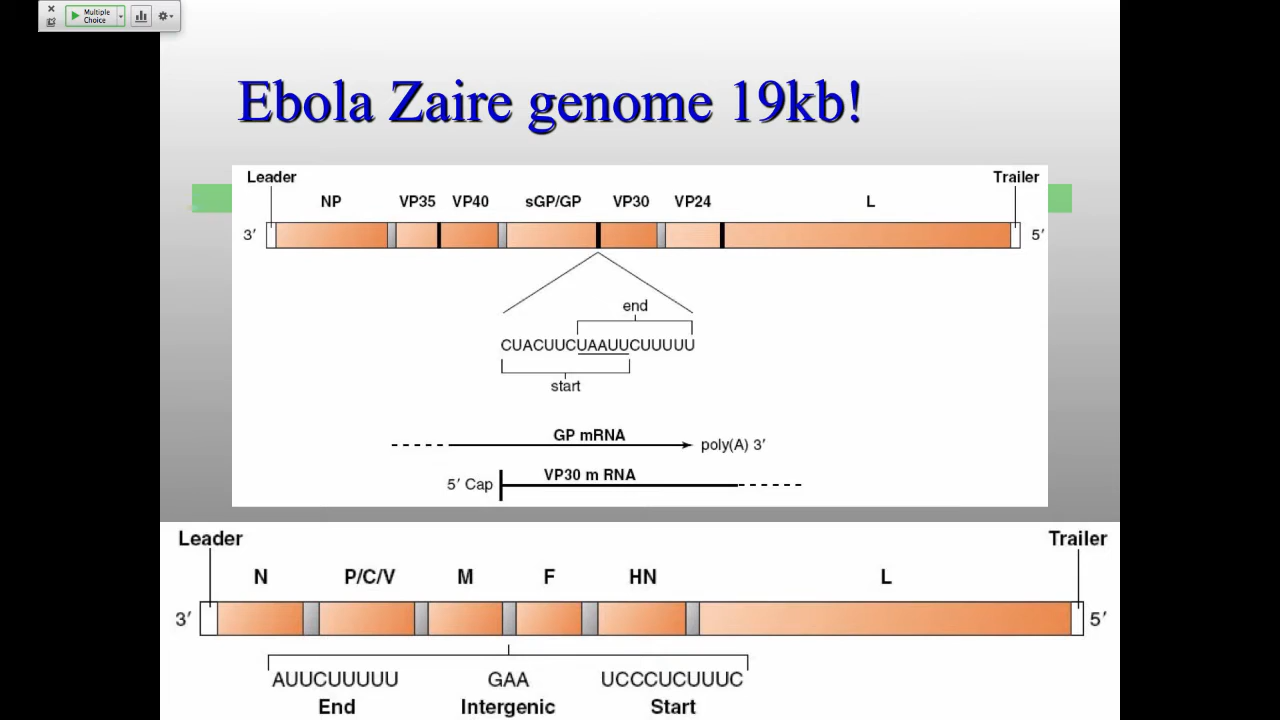 Multiple
Choice
Ebola Zaire genome 19kb!
Leader Trailer
NP VP35 VP40 sGP/GP VP30 VP24 L
3′ 5′
end
CUACUUCUAAUUCUUUUU
start
GP mRNA
poly(A) 3′
VP30 m RNA
5′ Cap
Leader Trailer
N P/C/V M F HN L
3′ 5′
AUUCUUUUU GAA UCCCUCUUUC
End Intergenic Start